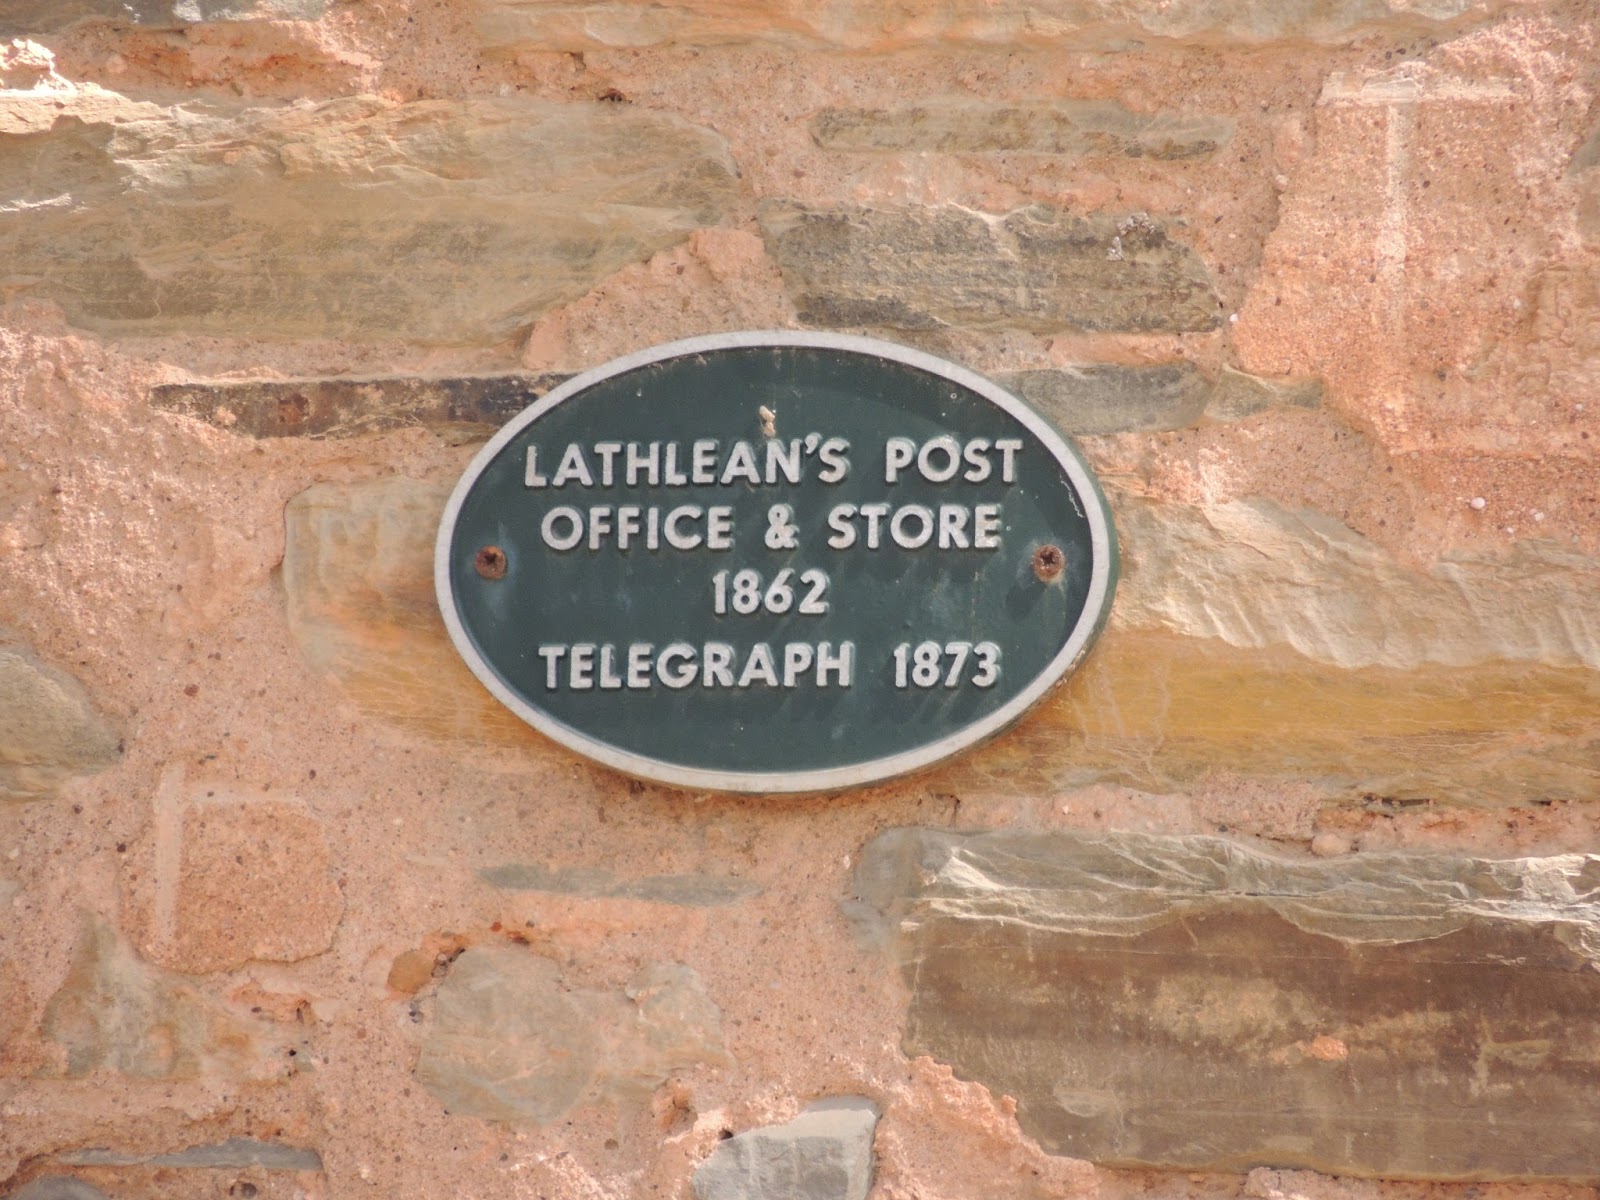 LATHLEAN'S POST
OFFICE & STORE
1862
TELEGRAPH 1873